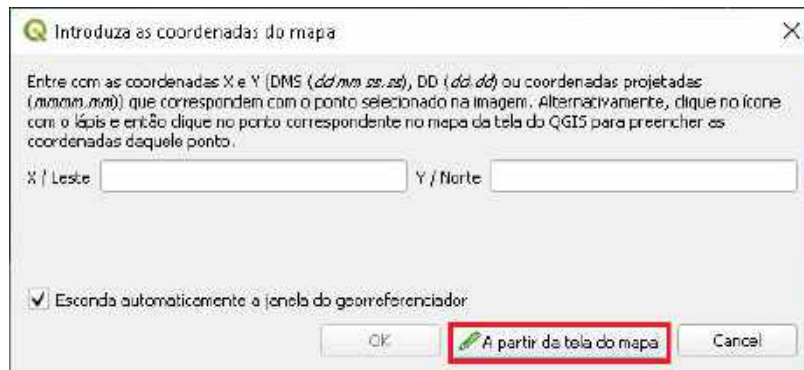 Introduza as coordenadas do mapa
Entre com as coordenadas X e Y (DMS (dd mm ss.ss), DD (dd.dd) ou coordenadas projetadas
(mmmm.mm)) que correspondem com o ponto selecionado na imagem. Alternativamente, clique no ícone
com o lápis e então clique no ponto correspondente no mapa da tela do QGIS para preencher as
coordenadas daquele ponto.
X / Leste Y / Norte
Esconda automaticamente a janela do georreferenciador
OK A partir da tela do mapa Cancel